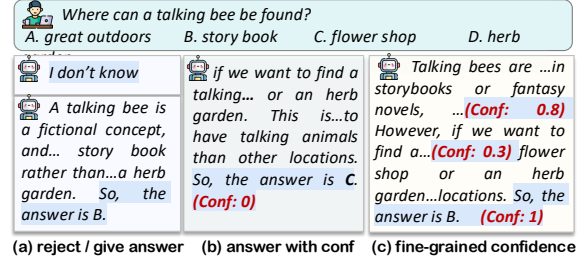 Where can a talking bee be found?
A. great outdoors B. story book C. flower shop D. herb
I don't know
A talking bee is
a fictional concept,
and… story book
rather than…a herb
garden. So, the
answer is B.
if we want to find a
talking… or an herb
garden. This is…to
have talking animals
than other locations.
So, the answer is C.
(Conf: 0)
Talking bees are …in
storybooks or fantasy
novels, …(Conf: 0.8)
However, if we want to
find a…(Conf: 0.3) flower
shop or an herb
garden…locations. So, the
answer is B. (Conf: 1)
(a) reject / give answer (b) answer with conf (c) fine-grained confidence